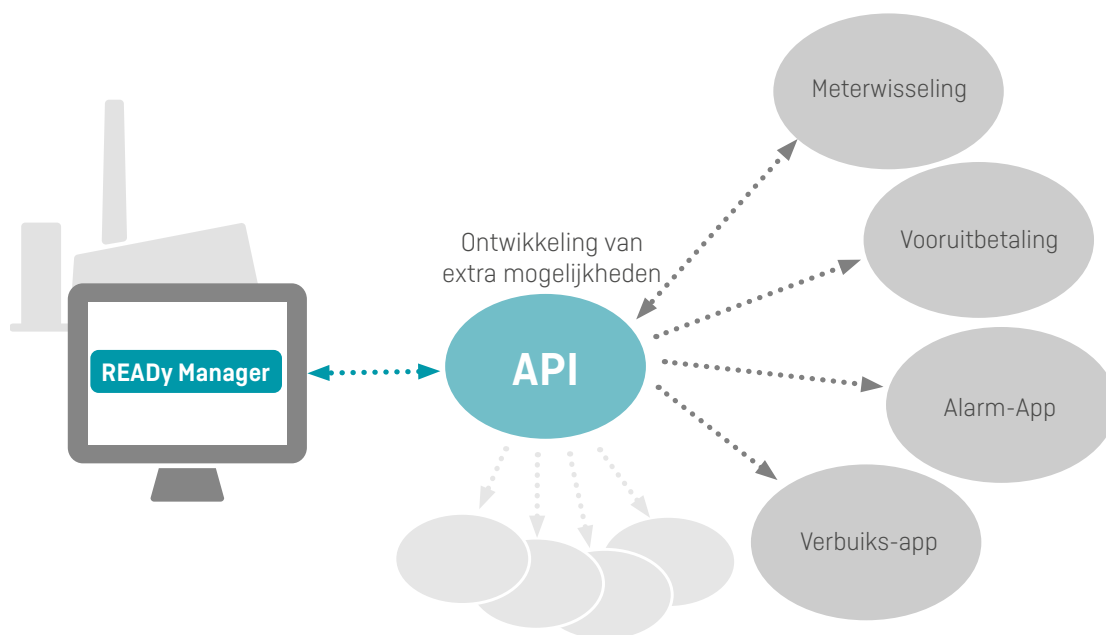 Meterwisseling
Vooruitbetaling
Ontwikkeling van
extra mogelijkheden
READy Manager
API
Alarm-App
Verbuiks-app